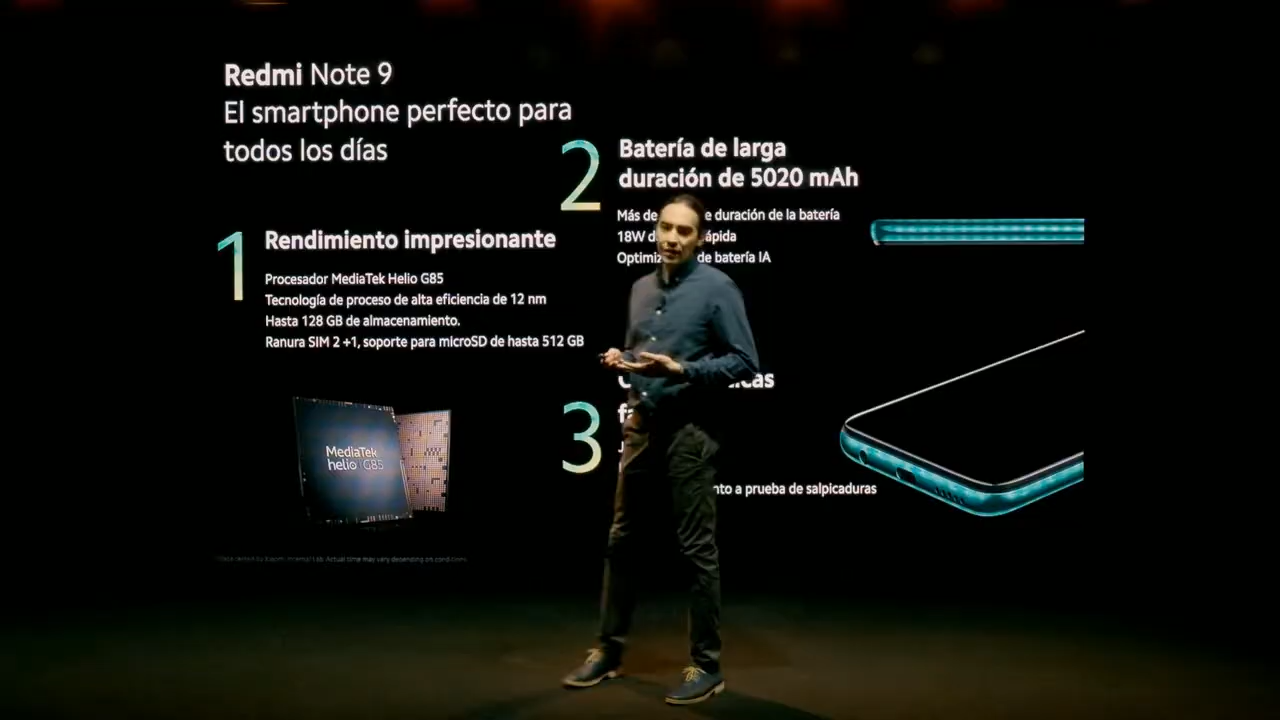 Redmi Note 9
El smartphone perfecto para
todos los días
1
Rendimiento impresionante
Procesador MediaTek Helio G85
Tecnología de proceso de alta eficiencia de 12 nm
Hasta 128 GB de almacenamiento.
Ranura SIM 2 +1, soporte para microSD de hasta 512 GB
MediaTek
helio G85
2
Batería de larga
duración de 5020 mAh
Más de duración de la batería
18W
de batería IA
3
a prueba de salpicaduras